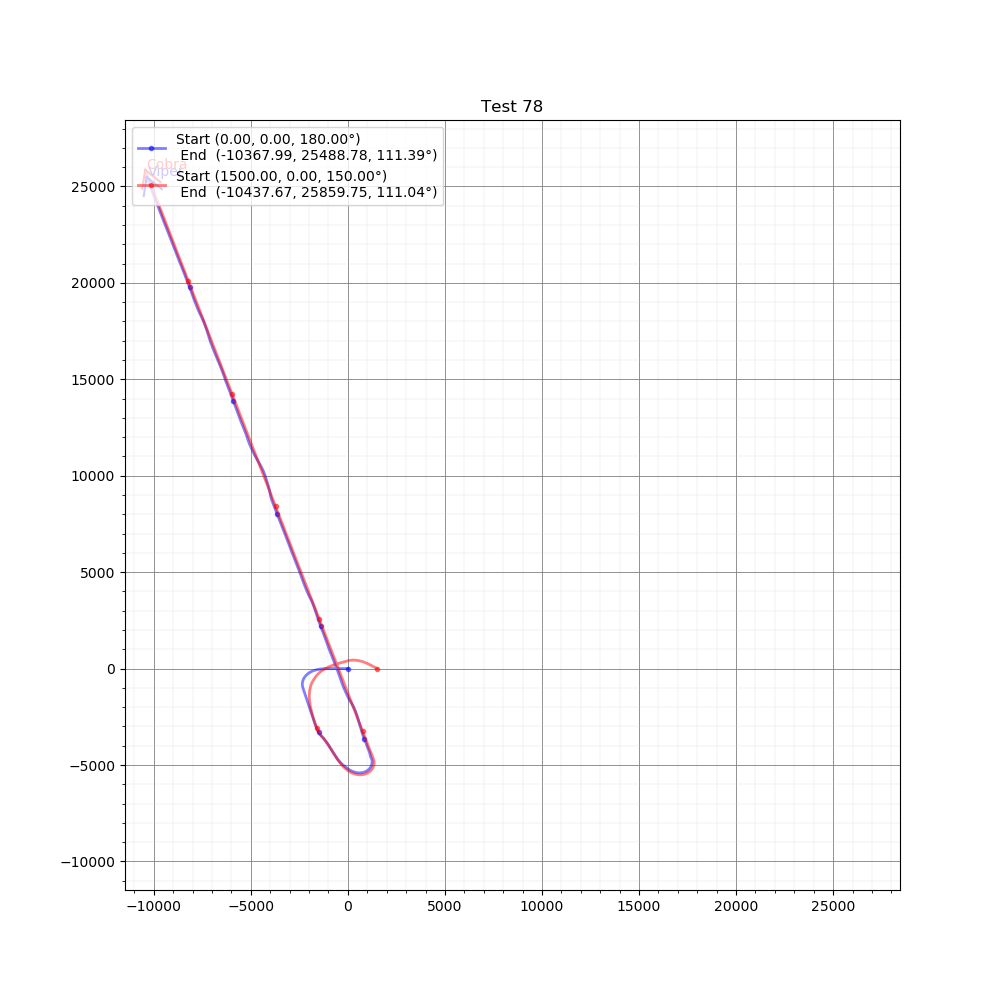 Test 78
Start (0.00, 0.00, 180.00°)
End  (-10367.99, 25488.78, 111.39°)
Start (1500.00, 0.00, 150.00°)
End  (-10437.67, 25859.75, 111.04°)
Cobra
Viper
25000
20000
15000
10000
5000
0
−5000
−10000
−10000 −5000 0 5000 10000 15000 20000 25000